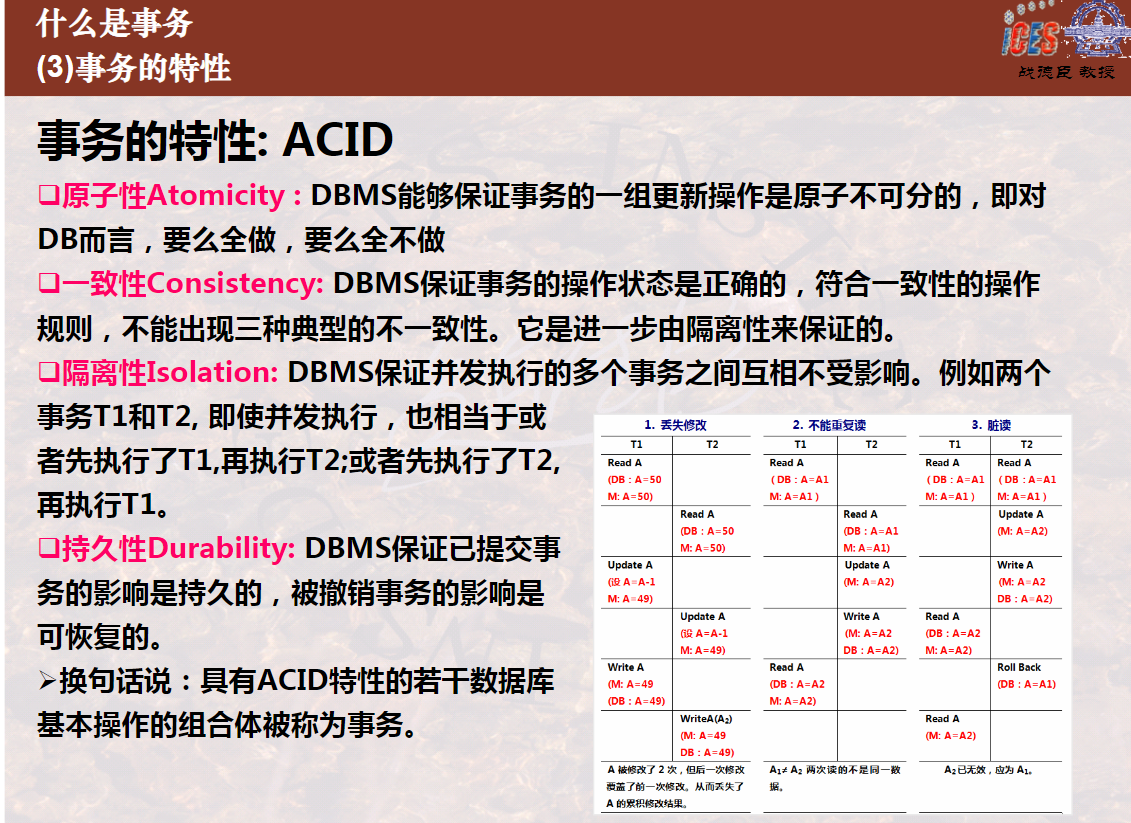 什么是事务
(3)事务的特性
iCES
战德臣 教授
事务的特性: ACID
❑原子性Atomicity : DBMS能够保证事务的一组更新操作是原子不可分的，即对
DB而言，要么全做，要么全不做
❑一致性Consistency: DBMS保证事务的操作状态是正确的，符合一致性的操作
规则，不能出现三种典型的不一致性。它是进一步由隔离性来保证的。
❑隔离性Isolation: DBMS保证并发执行的多个事务之间互相不受影响。例如两个
事务T1和T2, 即使并发执行，也相当于或
者先执行了T1,再执行T2;或者先执行了T2,
再执行T1。
❑持久性Durability: DBMS保证已提交事
务的影响是持久的，被撤销事务的影响是
可恢复的。
➢换句话说：具有ACID特性的若干数据库
基本操作的组合体被称为事务。
1. 丢失修改
T1 T2
Read A
(DB：A=50
M: A=50)
Read A
(DB：A=50
M: A=50)
Update A
(设 A=A-1
M: A=49)
Update A
(设 A=A-1
M: A=49)
Write A
(M: A=49
(DB：A=49)
WriteA(A₂)
(M: A=49
DB：A=49)
A 被修改了 2 次，但后一次修改
覆盖了前一次修改。从而丢失了
A 的累积修改结果。
2. 不能重复读
T1 T2
Read A
（DB：A=A1
M: A=A1）
Read A
(DB：A=A1
M: A=A1)
Update A
(M: A=A2)
Write A
(M: A=A2
DB：A=A2)
Read A
(DB：A=A2
M: A=A2)
A₁≠ A₂ 两次读的不是同一数
据。
3. 脏读
T1 T2
Read A Read A
（DB：A=A1 （DB：A=A1
M: A=A1） M: A=A1）
Update A
(M: A=A2)
Write A
(M: A=A2
DB：A=A2)
Read A
(DB：A=A2
M: A=A2)
Roll Back
(DB：A=A1)
Read A
(M: A=A2)
A₂已无效，应为 A₁。